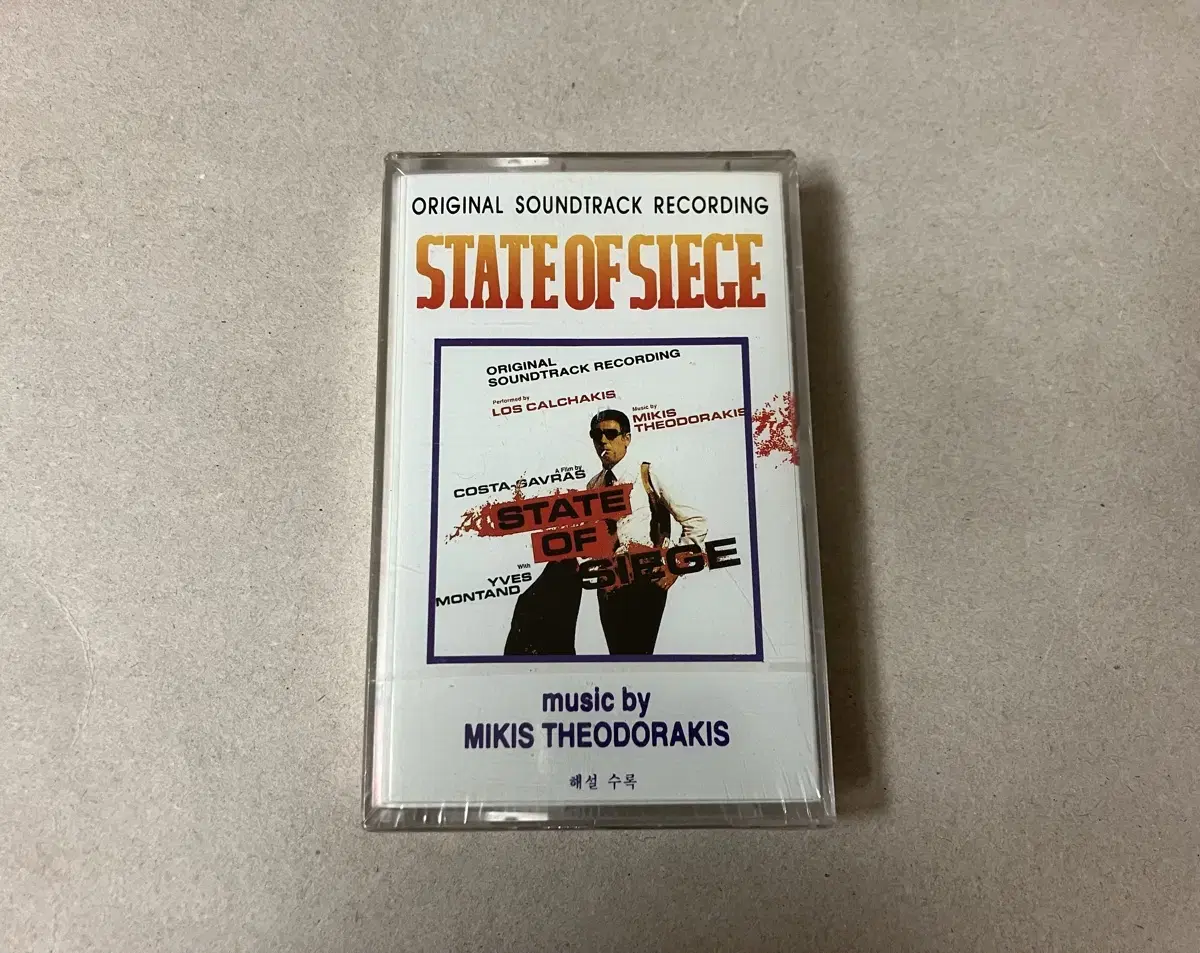 ORIGINAL SOUNDTRACK RECORDING
STATE OF SIEGE
ORIGINAL
SOUNDTRACK RECORDING
Performed by
LOS CALCHAKIS
Music by
MIKIS
THEODORAKIS
A Film by
COSTA-GAVRAS
STATE
OF
SIEGE
With
YVES
MONTAND
music by
MIKIS THEODORAKIS
해설 수록